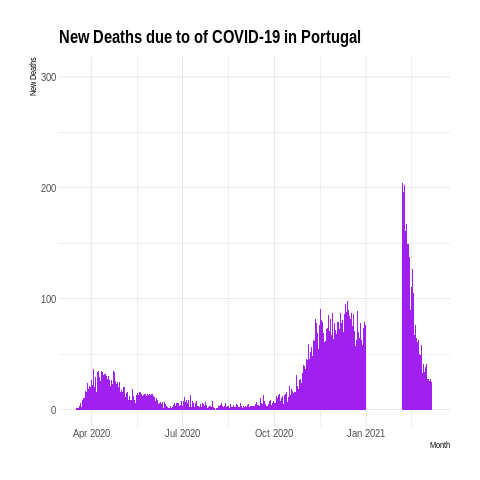 New Deaths due to of COVID-19 in Portugal
New Deaths
300
200
100
0
Apr 2020 Jul 2020 Oct 2020 Jan 2021
Month